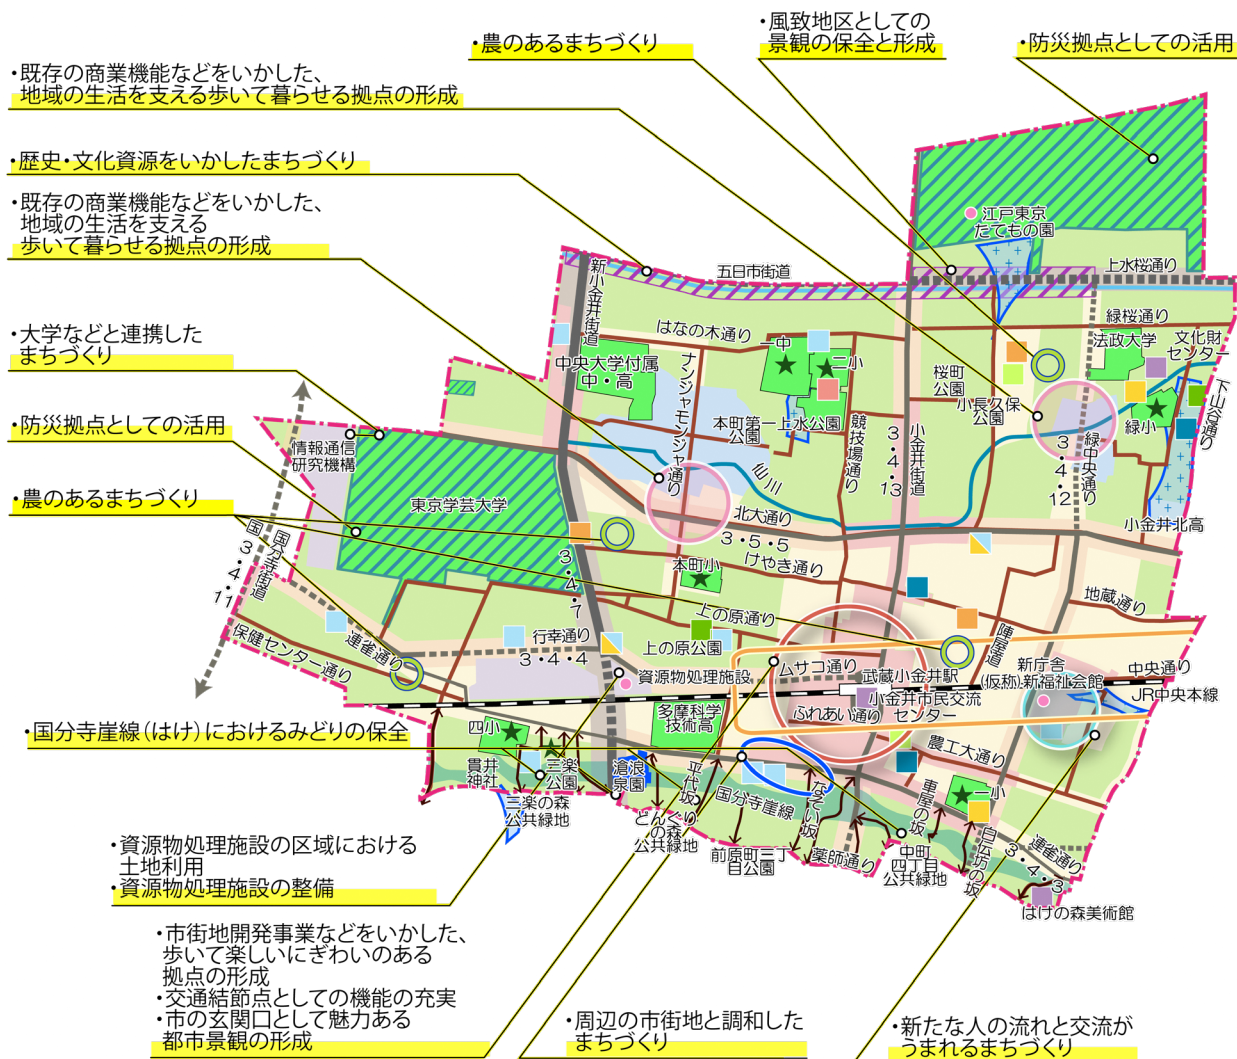 ・風致地区としての
景観の保全と形成
・農のあるまちづくり
・防災拠点としての活用
・既存の商業機能などをいかした、
地域の生活を支える歩いて暮らせる拠点の形成
・歴史・文化資源をいかしたまちづくり
・既存の商業機能などをいかした、
地域の生活を支える
歩いて暮らせる拠点の形成
・大学などと連携した
まちづくり
・防災拠点としての活用
・農のあるまちづくり
・国分寺崖線（はけ）におけるみどりの保全
・資源物処理施設の区域における
土地利用
・資源物処理施設の整備
・市街地開発事業などをいかした、
歩いて楽しいにぎわいのある
拠点の形成
・交通結節点としての機能の充実
・市の玄関口として魅力ある
都市景観の形成
・周辺の市街地と調和した
まちづくり
・新たな人の流れと交流が
うまれるまちづくり
江戸東京
たてもの園
五日市街道
上水桜通り
新小金井街道
はなの木通り
緑桜通り
一中
二小
法政大学
文化財
センター
中央大学付属
中・高
ナンジャモンジャ通り
桜町
公園
小長久保
公園
下山谷通り
本町第一
公園
上水公園
競技場通り
小金井街道
3・4・13
緑小
緑中央通り
3・4・12
仙川
情報通信
研究機構
東京学芸大学
北大通り
3・5・5
けやき通り
小金井北高
国分寺街道
国3・4・11
3・4・7
本町小
地蔵通り
上の原通り
上の原公園
行幸通り
3・4・4
連雀通り
保健センター通り
陣屋道
資源物処理施設
ムサコ通り
武蔵小金井駅
新庁舎
(仮称)新福祉会館
中央通り
JR中央本線
小金井市民交流
センター
ふれあい通り
多摩科学
技術高
四小
貫井
神社
三楽
公園
滄浪
泉園
三楽の森
公共緑地
平代坂
どんぐり
の森
公共緑地
国分寺崖線
なそい坂
農工大通り
車屋の坂
一小
白伝坊の坂
連雀通り
3・4・3
前原町三丁
目公園
薬師通り
中町
四丁目
公共緑地
はけの森美術館